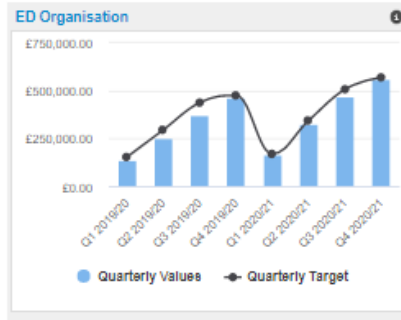 ED Organisation
i
£750,000.00
£500,000.00
£250,000.00
£0.00
Q1 2019/20
Q2 2019/20
Q3 2019/20
Q4 2019/20
Q1 2020/21
Q2 2020/21
Q3 2020/21
Q4 2020/21
Quarterly Values
Quarterly Target